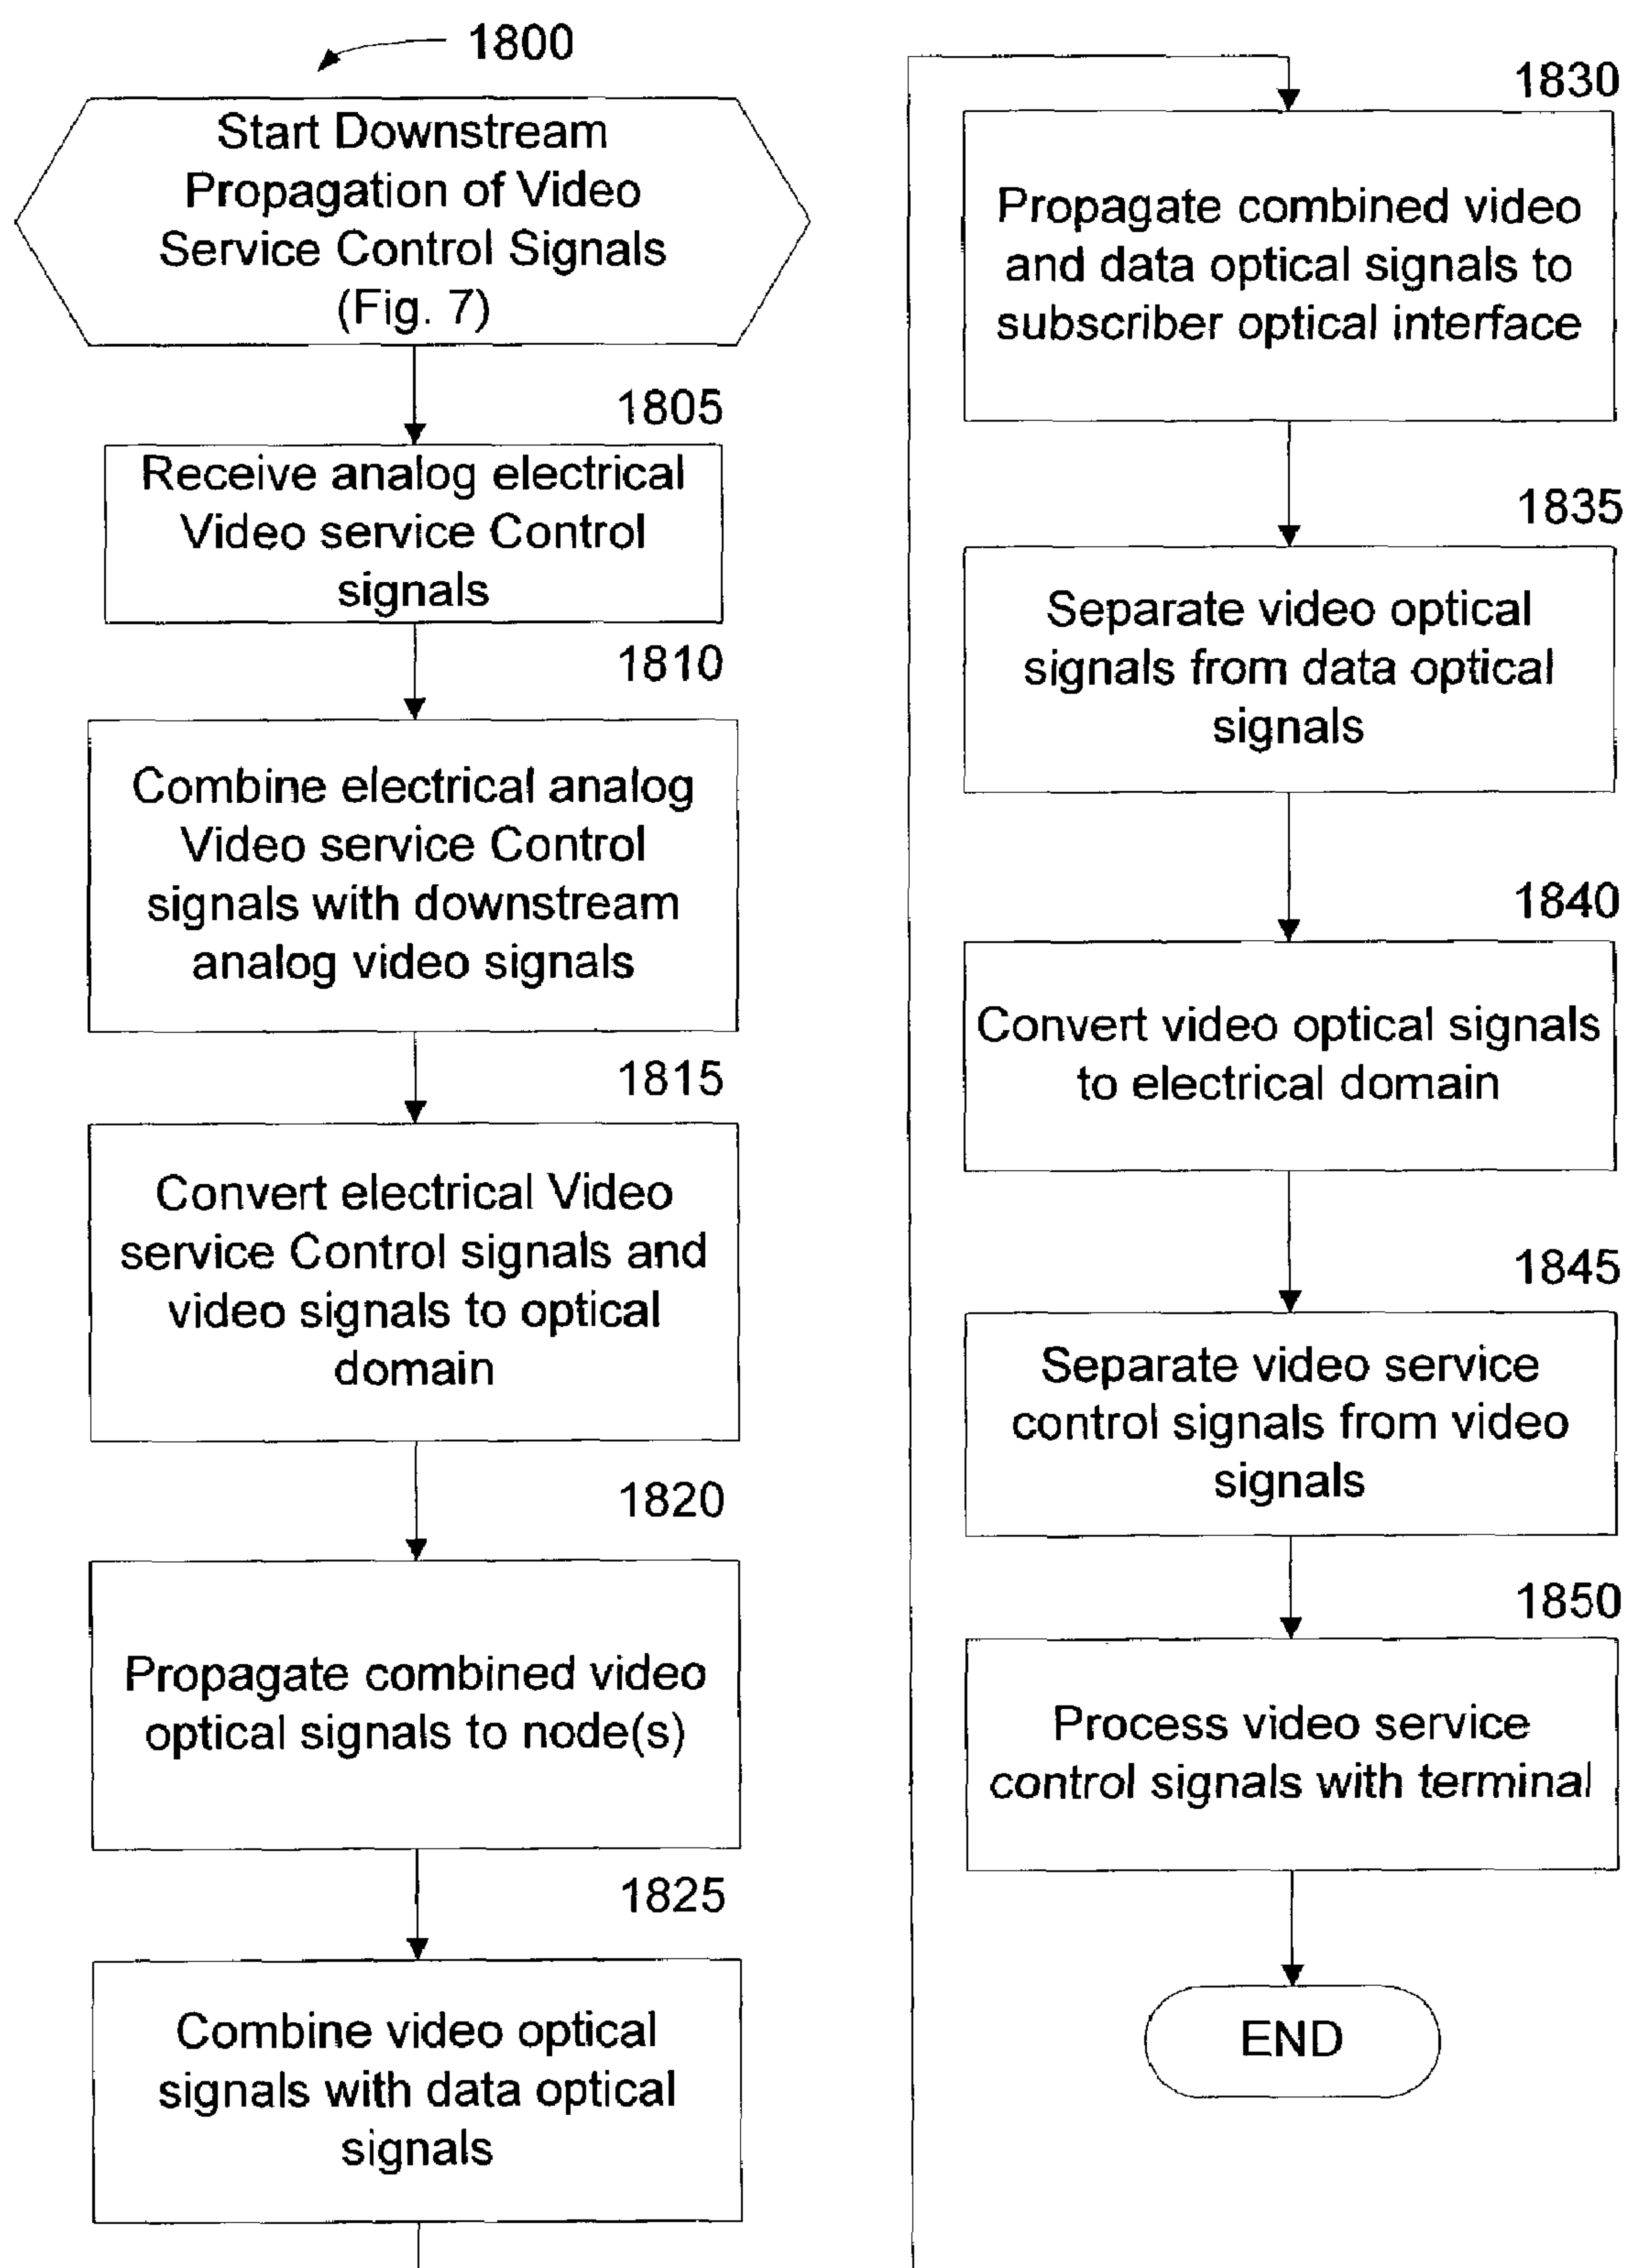 1800
Start Downstream
Propagation of Video
Service Control Signals
(Fig. 7)
1805
Receive analog electrical
Video service Control
signals
1810
Combine electrical analog
Video service Control
signals with downstream
analog video signals
1815
Convert electrical Video
service Control signals and
video signals to optical
domain
1820
Propagate combined video
optical signals to node(s)
1825
Combine video optical
signals with data optical
signals
1830
Propagate combined video
and data optical signals to
subscriber optical interface
1835
Separate video optical
signals from data optical
signals
1840
Convert video optical signals
to electrical domain
1845
Separate video service
control signals from video
signals
1850
Process video service
control signals with terminal
END